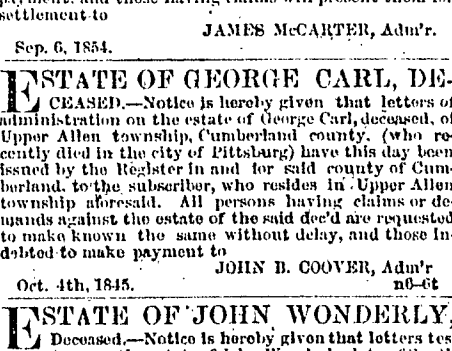 settlement to
JAMES McCARTER, Adm'r.
Sep. 6, 1854.
ESTATE OF GEORGE CARL, DE-
CEASED.—Notice is hereby given that letters of
administration on the estate of George Carl, deceased, of
Upper Allen township, Cumberland county. (who re-
cently died in the city of Pittsburg) have this day been
issued by the Register in and for said county of Cum-
berland. to the subscriber, who resides in Upper Allen
township aforesaid. All persons having claims or de-
mands against the estate of the said dec'd are requested
to make known the same without delay, and those in-
debted to make payment to
JOHN B. COOVER, Adm'r
Oct. 4th, 1845. n6-6t
ESTATE OF JOHN WONDERLY,
Deceased.—Notice is hereby given that letters tes